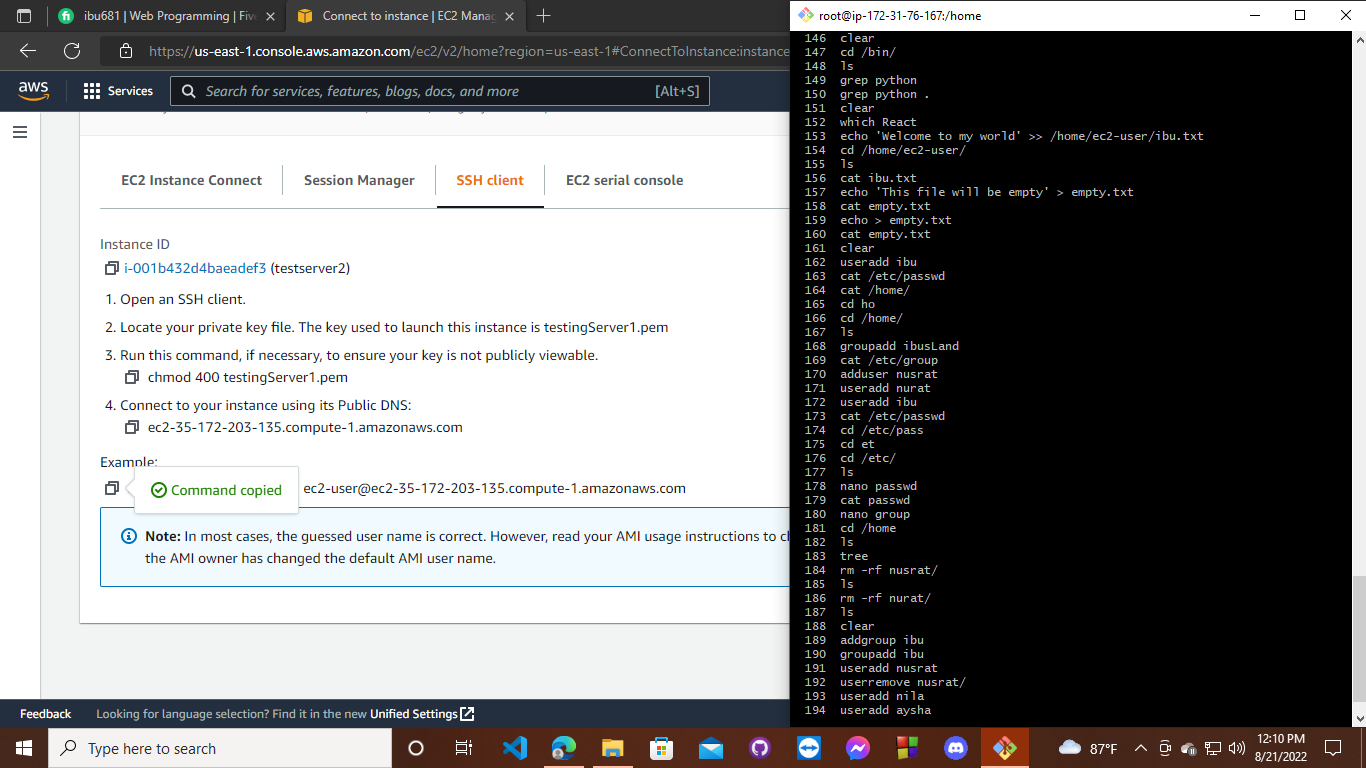 ibu681 | Web Programming | Five
Connect to instance | EC2 Manag
https://us-east-1.console.aws.amazon.com/ec2/v2/home?region=us-east-1#ConnectToInstance:instance
aws
Services
Search for services, features, blogs, docs, and more [Alt+S]
EC2 Instance Connect
Session Manager
SSH client
EC2 serial console
Instance ID
i-001b432d4baeadef3 (testserver2)
1. Open an SSH client.
2. Locate your private key file. The key used to launch this instance is testingServer1.pem
3. Run this command, if necessary, to ensure your key is not publicly viewable.
chmod 400 testingServer1.pem
4. Connect to your instance using its Public DNS:
ec2-35-172-203-135.compute-1.amazonaws.com
Example:
Command copied
ec2-user@ec2-35-172-203-135.compute-1.amazonaws.com
Note: In most cases, the guessed user name is correct. However, read your AMI usage instructions to
the AMI owner has changed the default AMI user name.
Feedback
Looking for language selection? Find it in the new Unified Settings
root@ip-172-31-76-167:/home
146 clear
147 cd /bin/
148 ls
149 grep python
150 grep python .
151 clear
152 which React
153 echo 'Welcome to my world' >> /home/ec2-user/ibu.txt
154 cd /home/ec2-user/
155 ls
156 cat ibu.txt
157 echo 'This file will be empty' > empty.txt
158 cat empty.txt
159 echo > empty.txt
160 cat empty.txt
161 clear
162 useradd ibu
163 cat /etc/passwd
164 cat /home/
165 cd ho
166 cd /home/
167 ls
168 groupadd ibusLand
169 cat /etc/group
170 adduser nusrat
171 useradd nurat
172 useradd ibu
173 cat /etc/passwd
174 cd /etc/pass
175 cd et
176 cd /etc/
177 ls
178 nano passwd
179 cat passwd
180 nano group
181 cd /home
182 ls
183 tree
184 rm -rf nusrat/
185 ls
186 rm -rf nurat/
187 ls
188 clear
189 addgroup ibu
190 groupadd ibu
191 useradd nusrat
192 userremove nusrat/
193 useradd nila
194 useradd aysha
Type here to search
87°F
12:10 PM
8/21/2022